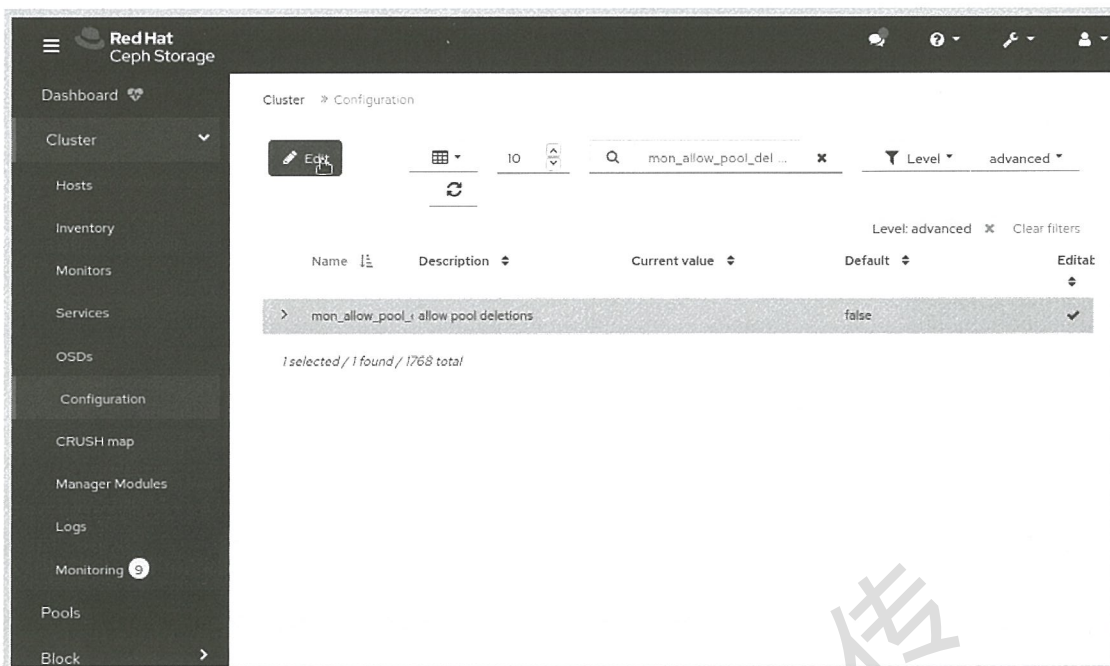 Red Hat
Ceph Storage
Dashboard
Cluster
Hosts
Inventory
Monitors
Services
OSDs
Configuration
CRUSH map
Manager Modules
Logs
Monitoring 9
Pools
Block
Cluster » Configuration
Edit
10
mon_allow_pool_del ...
Level
advanced
Level: advanced Clear filters
Name Description Current value Default Editab
mon_allow_pool_ allow pool deletions false
1 selected / 1 found / 1768 total
传